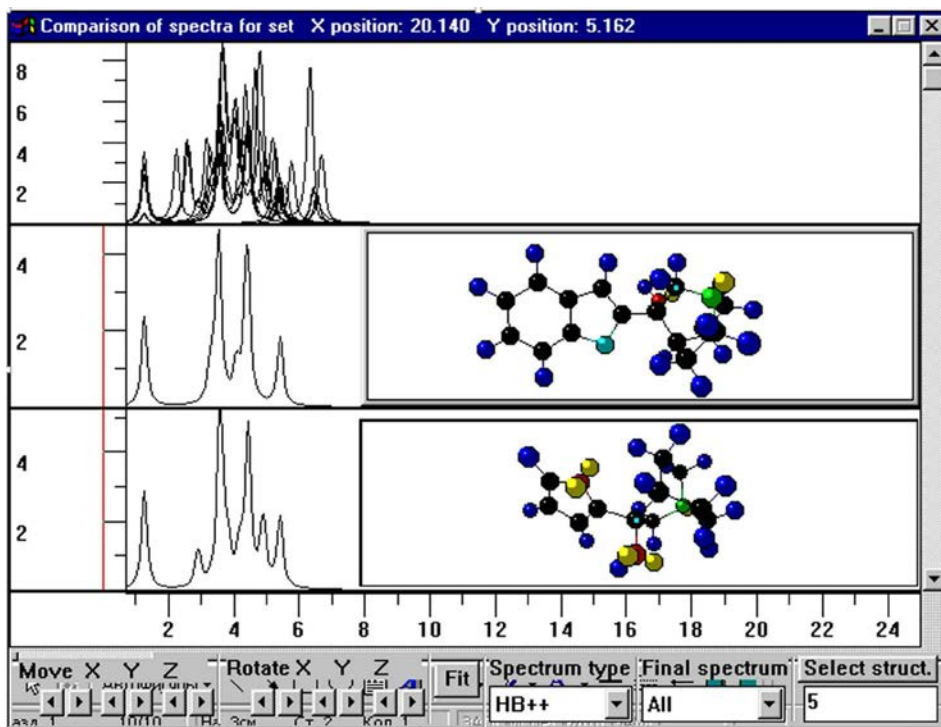 Comparison of spectra for set X position: 20.140 Y position: 5.162
8
6
4
2
4
2
4
2
2 4 6 8 10 12 14 16 18 20 22 24
Move X Y Z
Rotate X Y Z
Fit
Spectrum type
HB++
Final spectrum
All
Select struct.
5
10/10